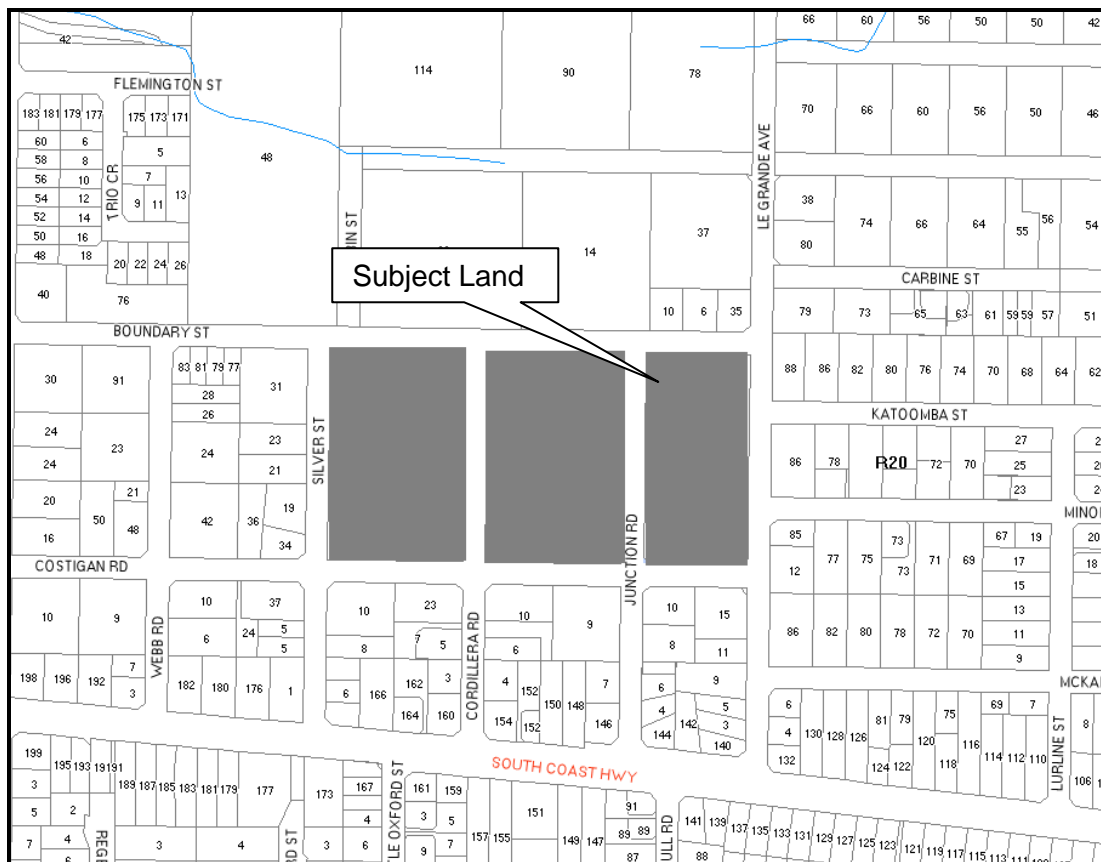 66 60 56 50 50 42
42
114 90 78
FLEMINGTON ST
70 66 60 56 50 46
183 181 179 177 175 173 171
LE GRANDE AVE
60 6
5
48
58 8
7
56 10
TRIO CR
13
54 12
9 11
38
52 14
74 66 64 55 56 54
50 16
37
80
14
48 18
20 22 24 26
BIN ST
Subject Land
CARBINE ST
40 76
10 6 35
79 73 65 63 61 59 59 57 51
BOUNDARY ST
30 91
83 81 79 77
31
88 86 82 80 76 74 70 68 64 62
28
26
KATOOMBA ST
24
23
24
23
24
21
SILVER ST
86 78 R20 72 70
27
25
23
20
50
21
48
16
42 36
19
34
MINO
COSTIGAN RD
JUNCTION RD
85
12
77 75 73 73 71 69
67 19
17
15
20
18
10 9
WEBB RD
10
37
6 24
5
5
10 23
8 7 5
CORDILLERA RD
10
9
6
10 15
8 11
86 82 80 78 72 70
13
11
9
198 196 192
7
3
182 180 176 1
6 166 162 3
164 160
4 152 150 148 7
154 152 146
6 9
4 5
142 3
144 140
MCKA
6
4
132
130 128 126
81 79
124 122
120
75
118
116
69 7
114 112 110
LURLINE ST
8
106
SOUTH COAST HWY
199
3
5
7
195 193 191 191
2
4
6
REG
189 187 185 183 181 179 177
3 4
D ST
173
167
4
3 6
LE OXFORD ST
161 159
3 5
9 7
157 155
151
149 147
91
89 89
87
ULL RD
141 139 137 135 133 131 129 127 125 123 121 119 117 115 113
88